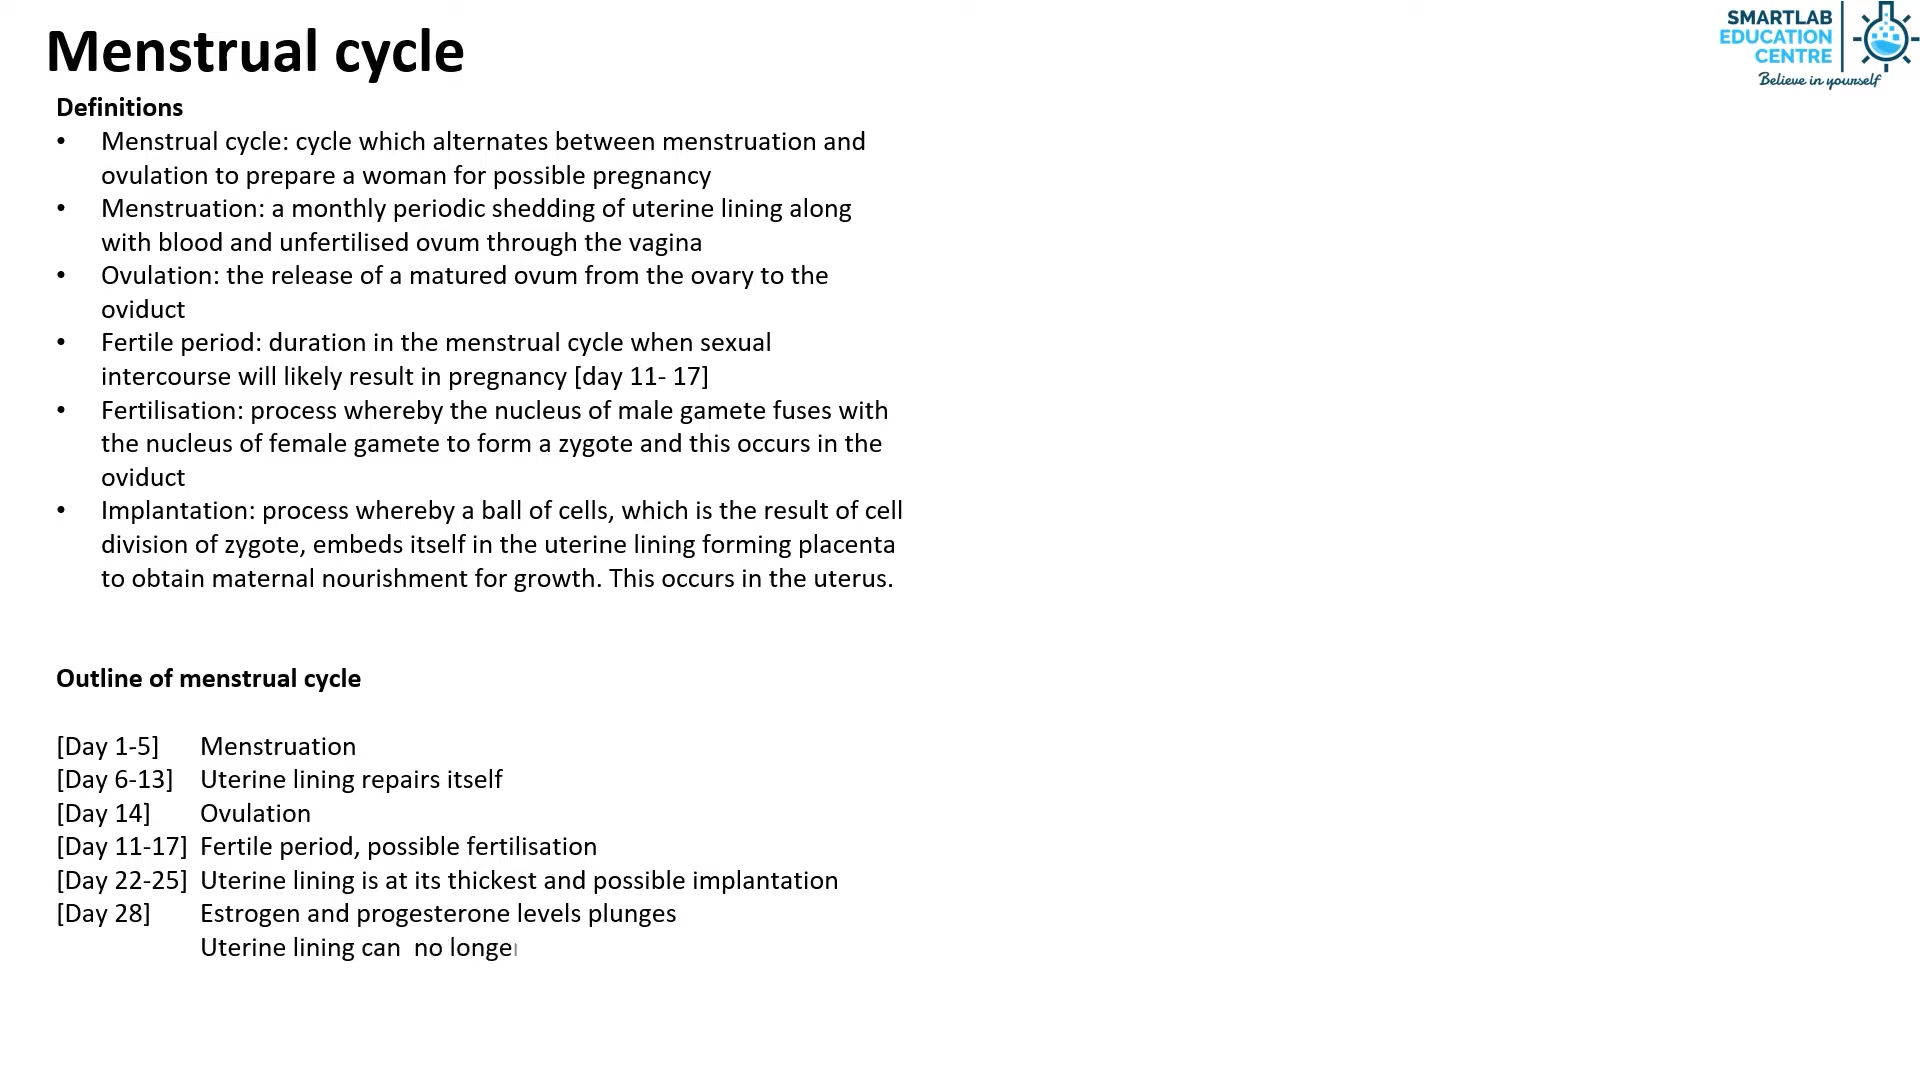 Menstrual cycle
SMARTLAB
EDUCATION
CENTRE
Believe in yourself
Definitions
• Menstrual cycle: cycle which alternates between menstruation and
ovulation to prepare a woman for possible pregnancy
• Menstruation: a monthly periodic shedding of uterine lining along
with blood and unfertilised ovum through the vagina
• Ovulation: the release of a matured ovum from the ovary to the
oviduct
• Fertile period: duration in the menstrual cycle when sexual
intercourse will likely result in pregnancy [day 11- 17]
• Fertilisation: process whereby the nucleus of male gamete fuses with
the nucleus of female gamete to form a zygote and this occurs in the
oviduct
• Implantation: process whereby a ball of cells, which is the result of cell
division of zygote, embeds itself in the uterine lining forming placenta
to obtain maternal nourishment for growth. This occurs in the uterus.
Outline of menstrual cycle
[Day 1-5] Menstruation
[Day 6-13] Uterine lining repairs itself
[Day 14] Ovulation
[Day 11-17] Fertile period, possible fertilisation
[Day 22-25] Uterine lining is at its thickest and possible implantation
[Day 28] Estrogen and progesterone levels plunges
Uterine lining can no longe